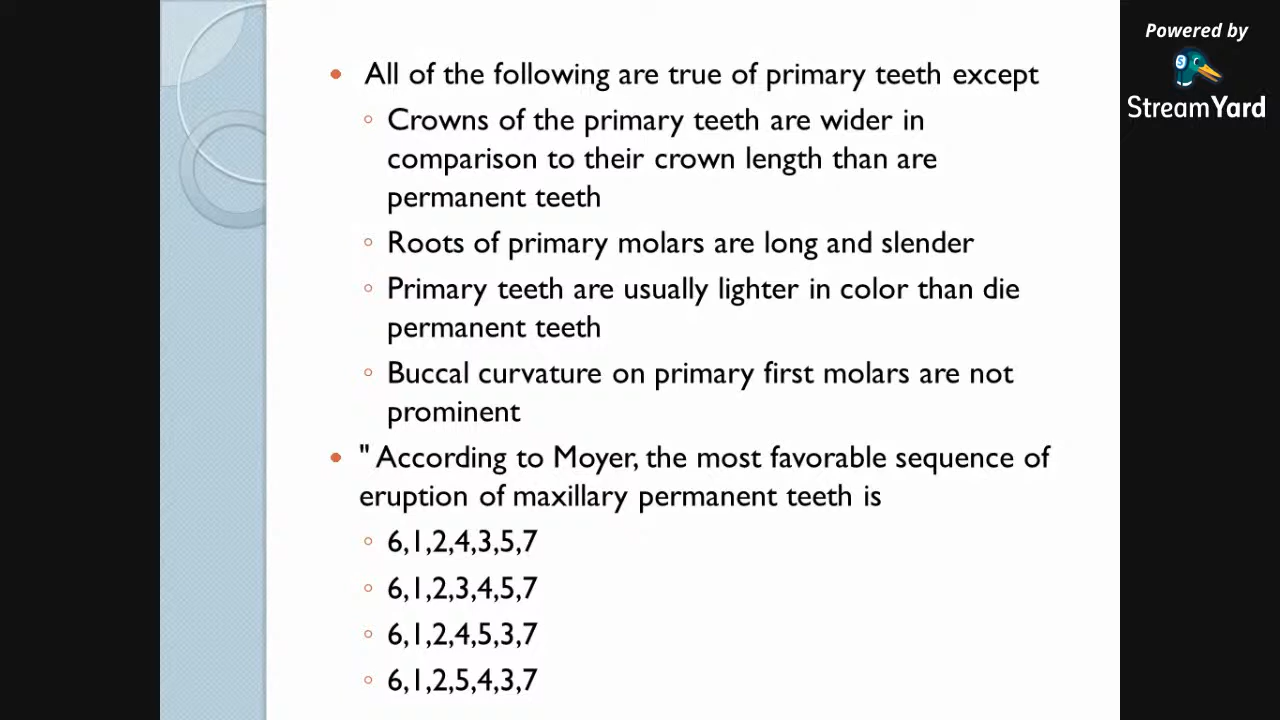 Powered by
StreamYard
• All of the following are true of primary teeth except
◦ Crowns of the primary teeth are wider in
comparison to their crown length than are
permanent teeth
◦ Roots of primary molars are long and slender
◦ Primary teeth are usually lighter in color than die
permanent teeth
◦ Buccal curvature on primary first molars are not
prominent
• " According to Moyer, the most favorable sequence of
eruption of maxillary permanent teeth is
◦ 6,1,2,4,3,5,7
◦ 6,1,2,3,4,5,7
◦ 6,1,2,4,5,3,7
◦ 6,1,2,5,4,3,7